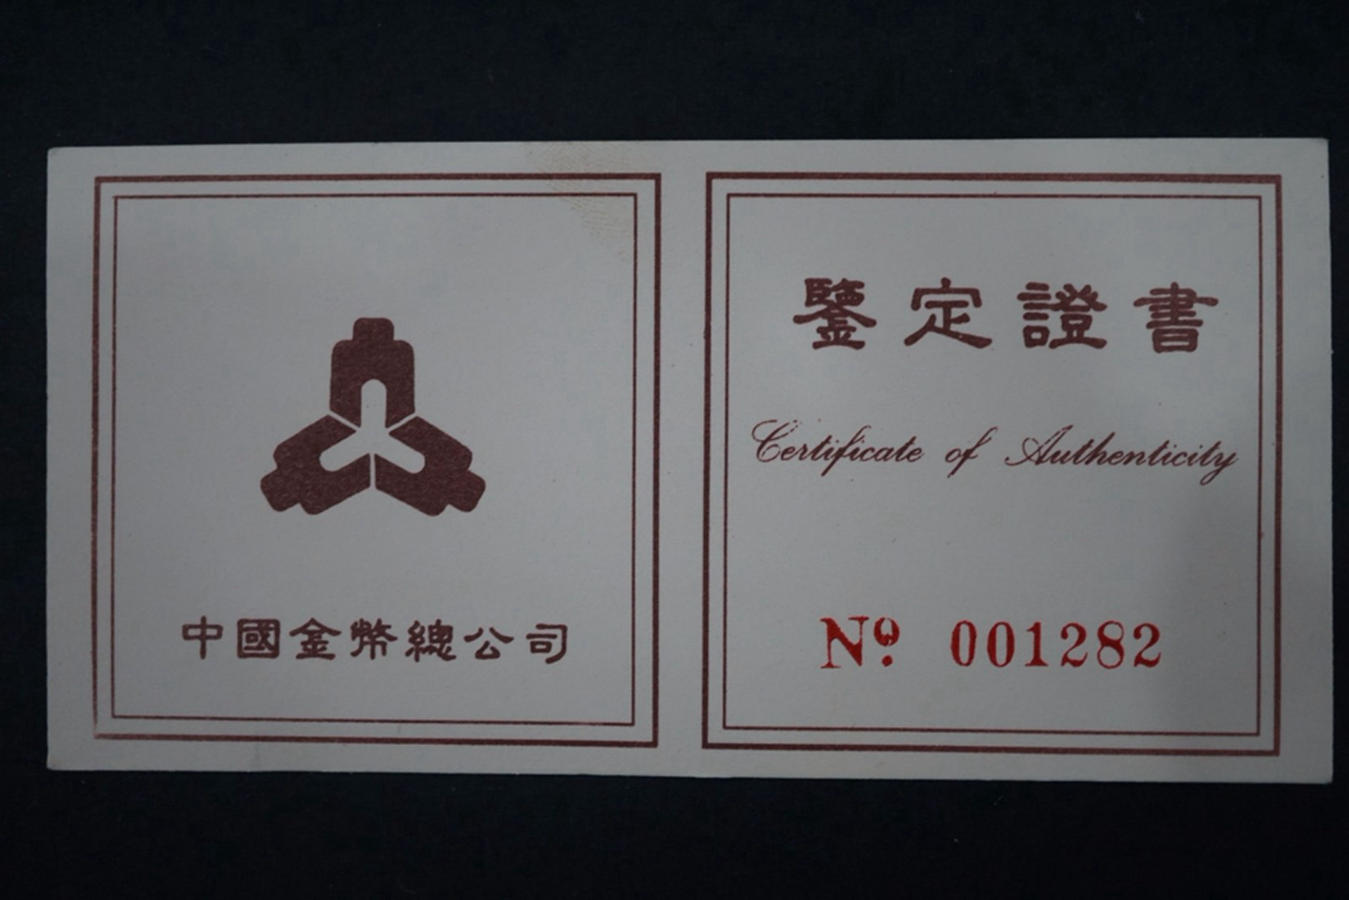 中國金幣總公司
鑒定證書
Certificate of Authenticity
Nº. 001282